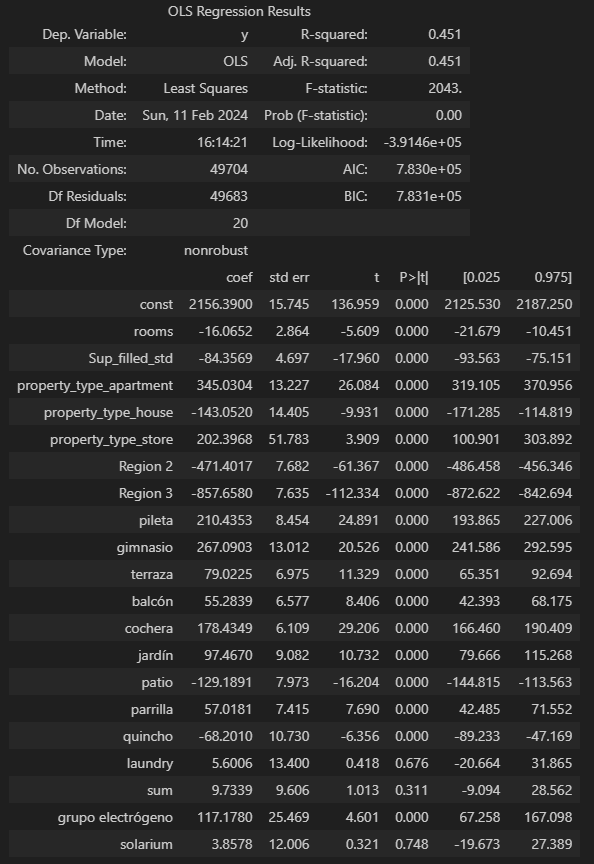 OLS Regression Results
Dep. Variable: y R-squared: 0.451
Model: OLS Adj. R-squared: 0.451
Method: Least Squares F-statistic: 2043.
Date: Sun, 11 Feb 2024 Prob (F-statistic): 0.00
Time: 16:14:21 Log-Likelihood: -3.9146e+05
No. Observations: 49704 AIC: 7.830e+05
Df Residuals: 49683 BIC: 7.831e+05
Df Model: 20
Covariance Type: nonrobust
coef std err t P>|t| [0.025 0.975]
const 2156.3900 15.745 136.959 0.000 2125.530 2187.250
rooms -16.0652 2.864 -5.609 0.000 -21.679 -10.451
Sup_filled_std -84.3569 4.697 -17.960 0.000 -93.563 -75.151
property_type_apartment 345.0304 13.227 26.084 0.000 319.105 370.956
property_type_house -143.0520 14.405 -9.931 0.000 -171.285 -114.819
property_type_store 202.3968 51.783 3.909 0.000 100.901 303.892
Region 2 -471.4017 7.682 -61.367 0.000 -486.458 -456.346
Region 3 -857.6580 7.635 -112.334 0.000 -872.622 -842.694
pileta 210.4353 8.454 24.891 0.000 193.865 227.006
gimnasio 267.0903 13.012 20.526 0.000 241.586 292.595
terraza 79.0225 6.975 11.329 0.000 65.351 92.694
balcón 55.2839 6.577 8.406 0.000 42.393 68.175
cochera 178.4349 6.109 29.206 0.000 166.460 190.409
jardín 97.4670 9.082 10.732 0.000 79.666 115.268
patio -129.1891 7.973 -16.204 0.000 -144.815 -113.563
parrilla 57.0181 7.415 7.690 0.000 42.485 71.552
quincho -68.2010 10.730 -6.356 0.000 -89.233 -47.169
laundry 5.6006 13.400 0.418 0.676 -20.664 31.865
sum 9.7339 9.606 1.013 0.311 -9.094 28.562
grupo electrógeno 117.1780 25.469 4.601 0.000 67.258 167.098
solarium 3.8578 12.006 0.321 0.748 -19.673 27.389